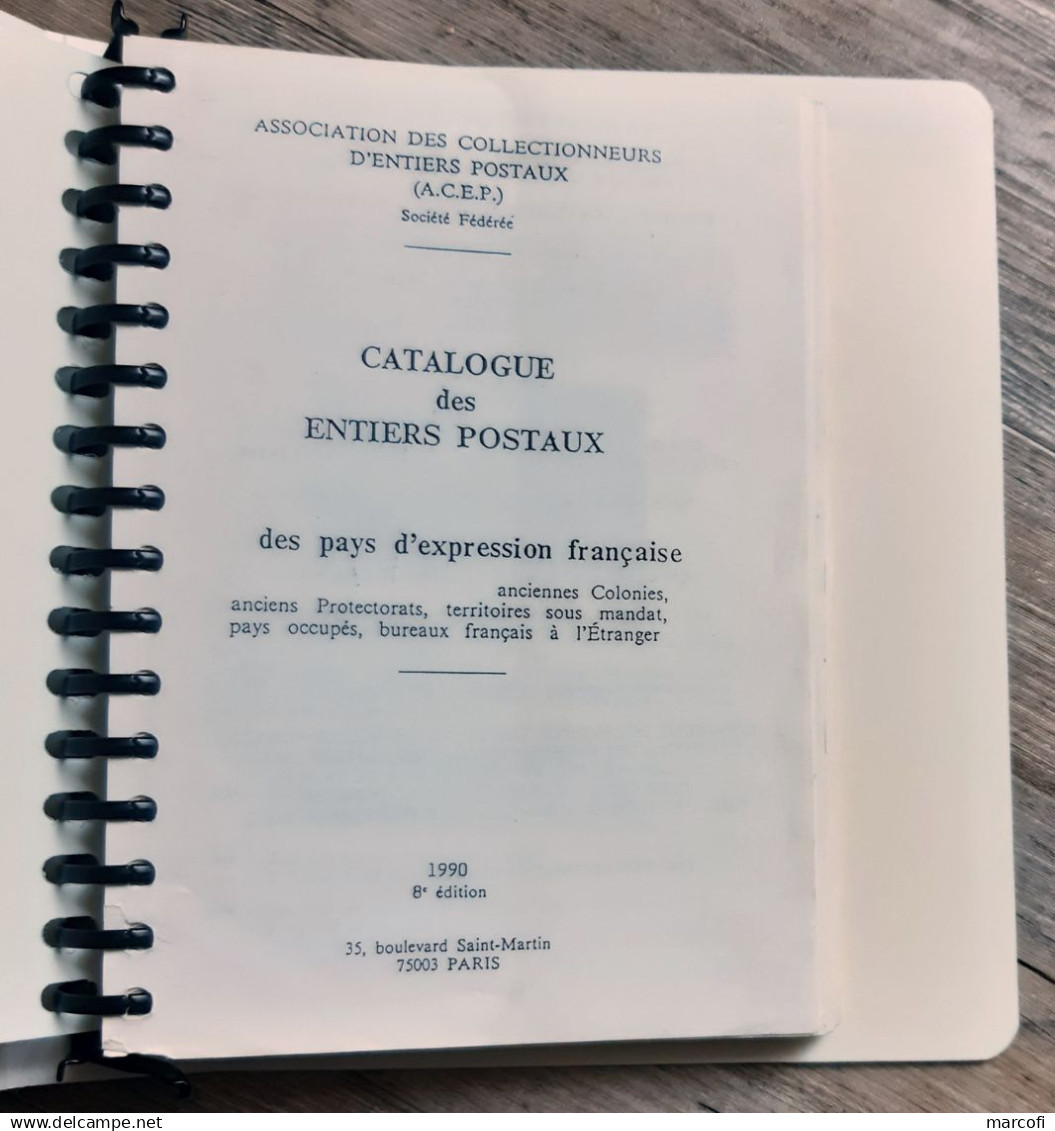 ASSOCIATION DES COLLECTIONNEURS
D'ENTIERS POSTAUX
(A.C.E.P.)
Société Fédérée
CATALOGUE
des
ENTIERS POSTAUX
des pays d'expression française
anciennes Colonies,
anciens Protectorats, territoires sous mandat,
pays occupés, bureaux français à l'Étranger
1990
8e édition
35, boulevard Saint-Martin
75003 PARIS
delcampe.net
marcofi